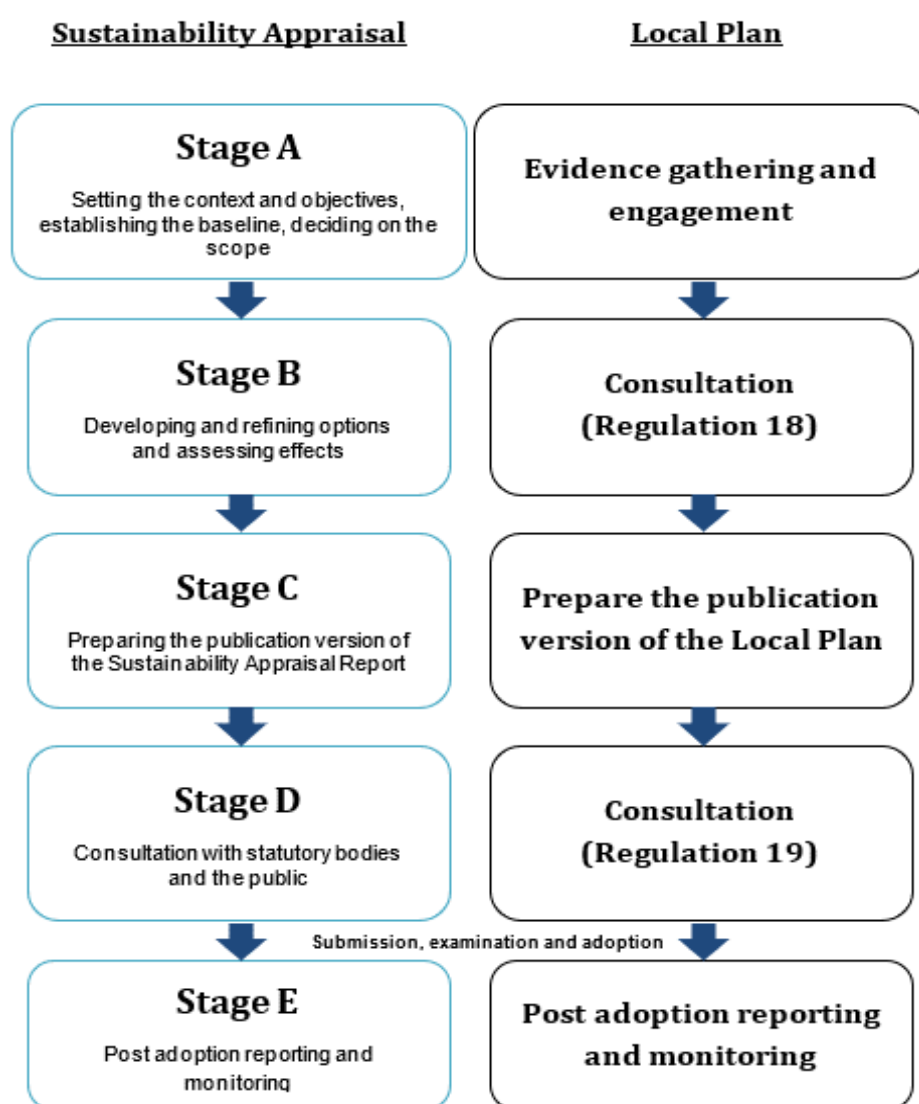 Sustainability Appraisal
Local Plan
Stage A
Setting the context and objectives,
establishing the baseline, deciding on the
scope
Evidence gathering and
engagement
Stage B
Developing and refining options
and assessing effects
Consultation
(Regulation 18)
Stage C
Preparing the publication version of
the Sustainability Appraisal Report
Prepare the publication
version of the Local Plan
Stage D
Consultation with statutory bodies
and the public
Consultation
(Regulation 19)
Submission, examination and adoption
Stage E
Post adoption reporting and
monitoring
Post adoption reporting
and monitoring